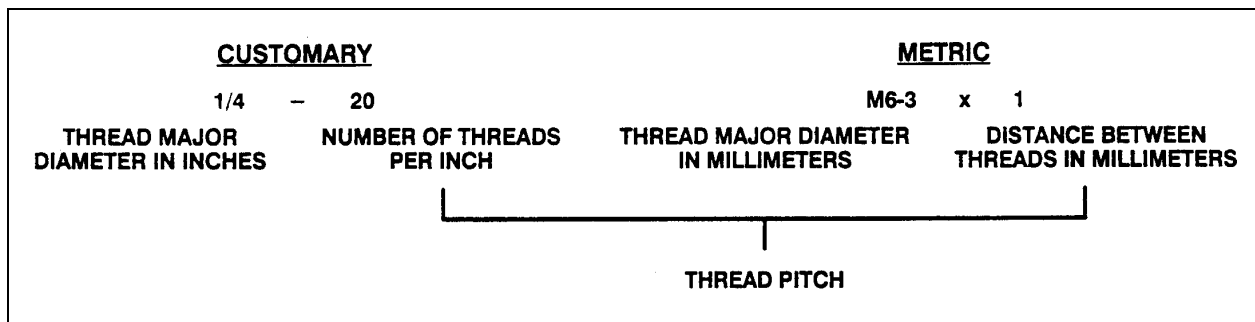 CUSTOMARY
1/4 – 20
THREAD MAJOR
DIAMETER IN INCHES
NUMBER OF THREADS
PER INCH
METRIC
M6-3 x 1
THREAD MAJOR DIAMETER
IN MILLIMETERS
DISTANCE BETWEEN
THREADS IN MILLIMETERS
THREAD PITCH